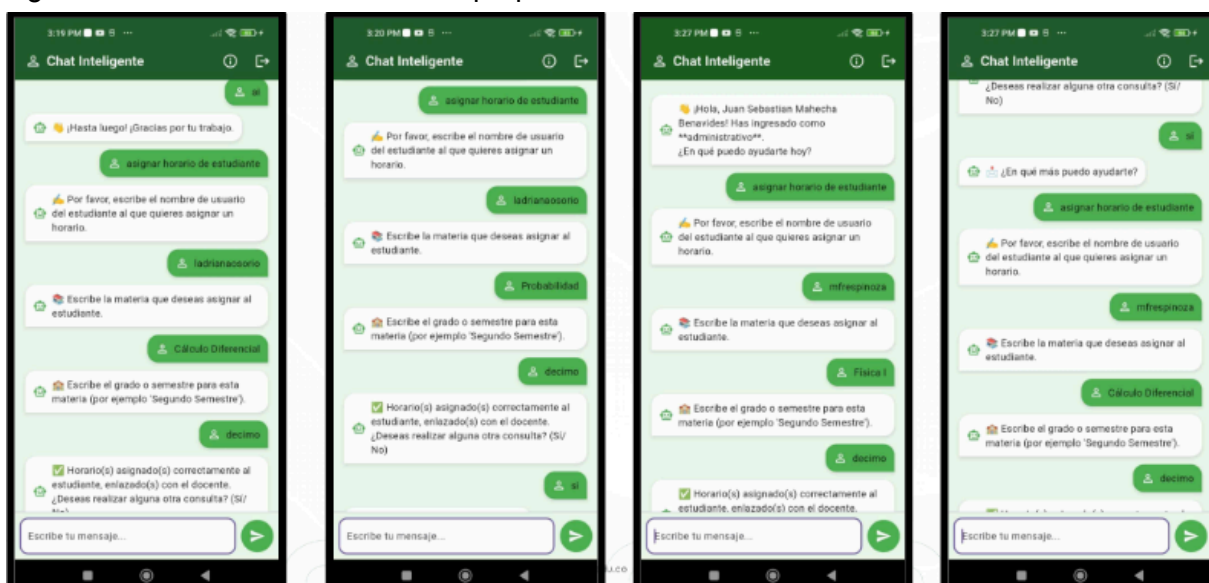 3:19 PM
Chat Inteligente
si
👋 ¡Hasta luego! ¡Gracias por tu trabajo.
asignar horario de estudiante
✍️ Por favor, escribe el nombre de usuario
del estudiante al que quieres asignar un
horario.
ladrianaosorio
📚 Escribe la materia que deseas asignar al
estudiante.
Cálculo Diferencial
🏫 Escribe el grado o semestre para esta
materia (por ejemplo 'Segundo Semestre').
decimo
✅ Horario(s) asignado(s) correctamente al
estudiante, enlazado(s) con el docente.
¿Deseas realizar alguna otra consulta? (Sí/
No)
Escribe tu mensaje...
3:20 PM
Chat Inteligente
asignar horario de estudiante
✍️ Por favor, escribe el nombre de usuario
del estudiante al que quieres asignar un
horario.
ladrianaosorio
📚 Escribe la materia que deseas asignar al
estudiante.
Probabilidad
🏫 Escribe el grado o semestre para esta
materia (por ejemplo 'Segundo Semestre').
decimo
✅ Horario(s) asignado(s) correctamente al
estudiante, enlazado(s) con el docente.
¿Deseas realizar alguna otra consulta? (Sí/
No)
si
Escribe tu mensaje...
3:27 PM
Chat Inteligente
👋 ¡Hola, Juan Sebastian Mahecha
Benavides! Has ingresado como
**administrativo**.
¿En qué puedo ayudarte hoy?
asignar horario de estudiante
✍️ Por favor, escribe el nombre de usuario
del estudiante al que quieres asignar un
horario.
mfrespinoza
📚 Escribe la materia que deseas asignar al
estudiante.
Física I
🏫 Escribe el grado o semestre para esta
materia (por ejemplo 'Segundo Semestre').
decimo
✅ Horario(s) asignado(s) correctamente al
estudiante, enlazado(s) con el docente.
Escribe tu mensaje...
3:27 PM
Chat Inteligente
¿Deseas realizar alguna otra consulta? (Sí/
No)
si
📩 ¿En qué más puedo ayudarte?
asignar horario de estudiante
✍️ Por favor, escribe el nombre de usuario
del estudiante al que quieres asignar un
horario.
mfrespinoza
📚 Escribe la materia que deseas asignar al
estudiante.
Cálculo Diferencial
🏫 Escribe el grado o semestre para esta
materia (por ejemplo 'Segundo Semestre').
decimo
Escribe tu mensaje...
u.co